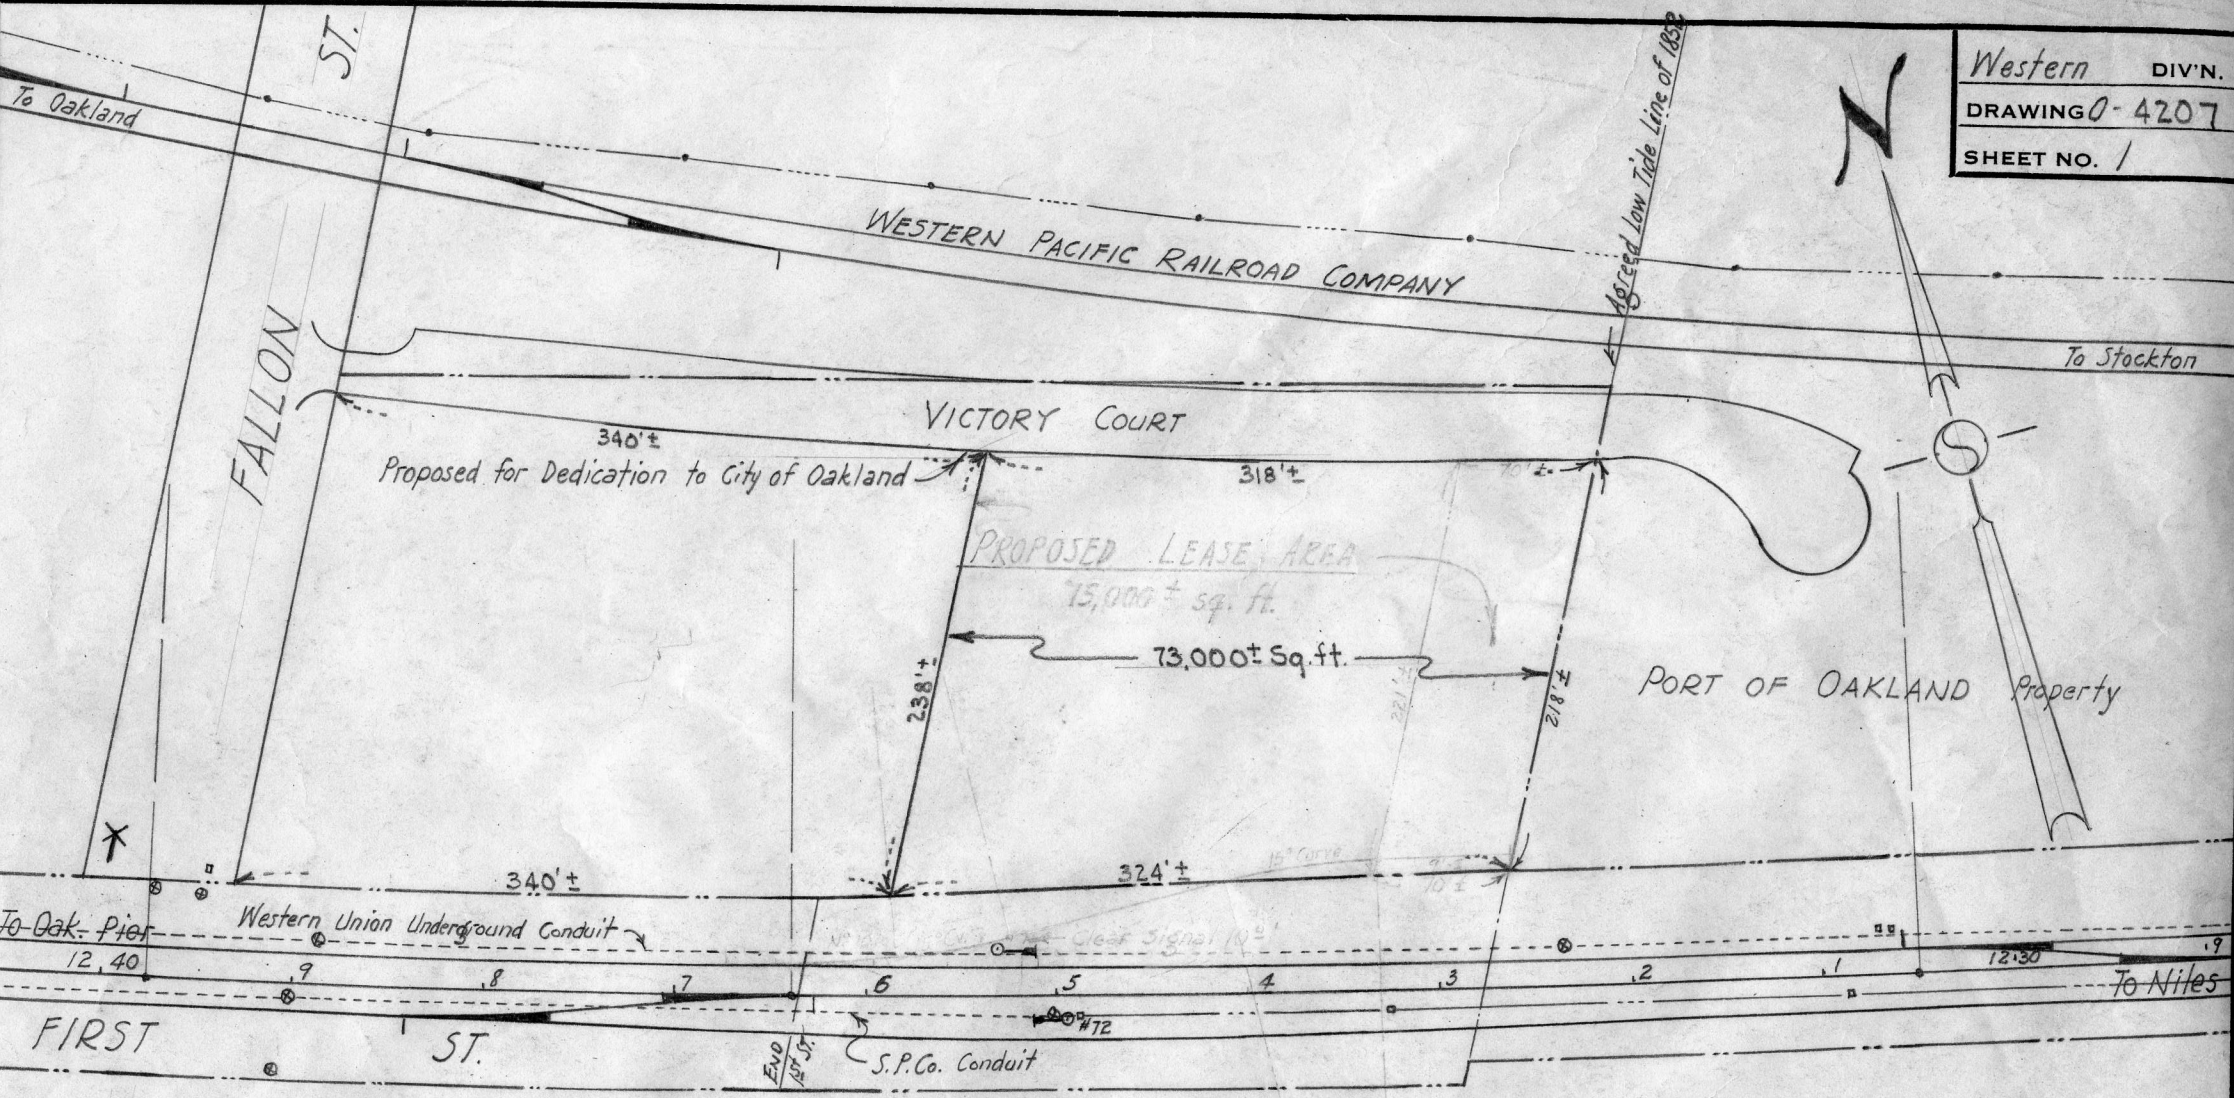 Western DIV'N.
DRAWING O-4207
SHEET NO. 1
N
ST.
FALLON
To Oakland
WESTERN PACIFIC RAILROAD COMPANY
Agreed Low Tide Line of 1852
To Stockton
VICTORY COURT
340'±
Proposed for Dedication to City of Oakland
318'±
70'±
PROPOSED LEASE AREA
75,000± sq. ft.
73,000± Sq. ft.
238'±
221'±
218'±
PORT OF OAKLAND Property
340'±
324'±
15° Curve
70'±
To Oak. Pier
Western Union Underground Conduit
Clear Signal 10'
12.40 .9 .8 .7 .6 .5 .4 .3 .2 .1 12.30 .9
To Niles
#72
FIRST ST.
END
1st ST.
S.P.Co. Conduit